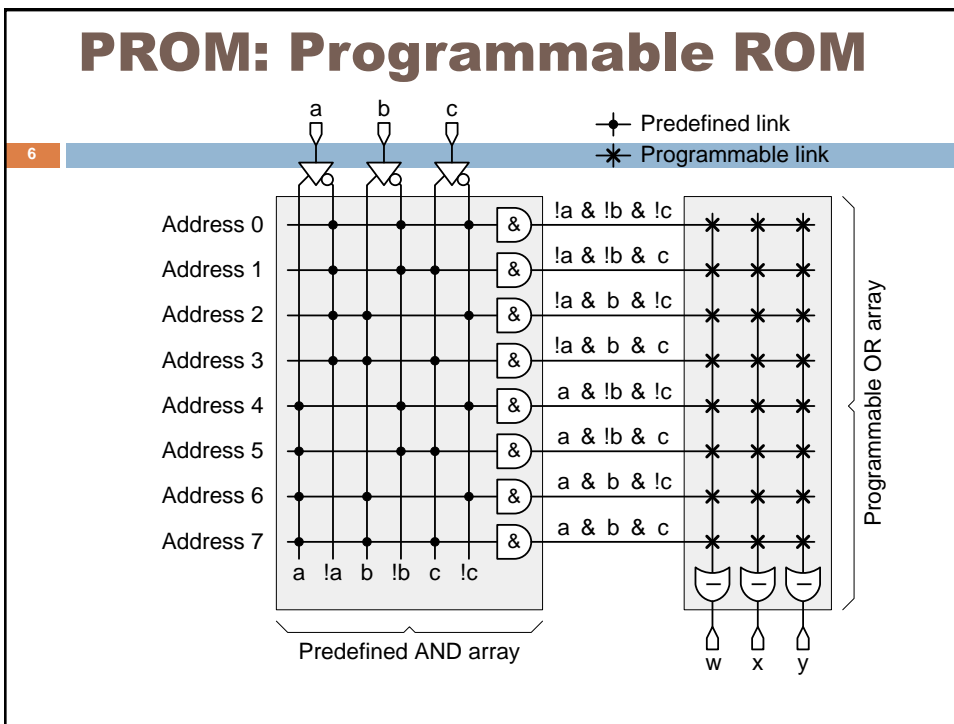 PROM: Programmable ROM
a b c
Predefined link
6
Programmable link
Address 0 & !a & !b & !c
Address 1 & !a & !b & c
Address 2 & !a & b & !c
Address 3 & !a & b & c
Address 4 & a & !b & !c
Address 5 & a & !b & c
Address 6 & a & b & !c
Address 7 & a & b & c
a !a b !b c !c
Programmable OR array
Predefined AND array
w x y